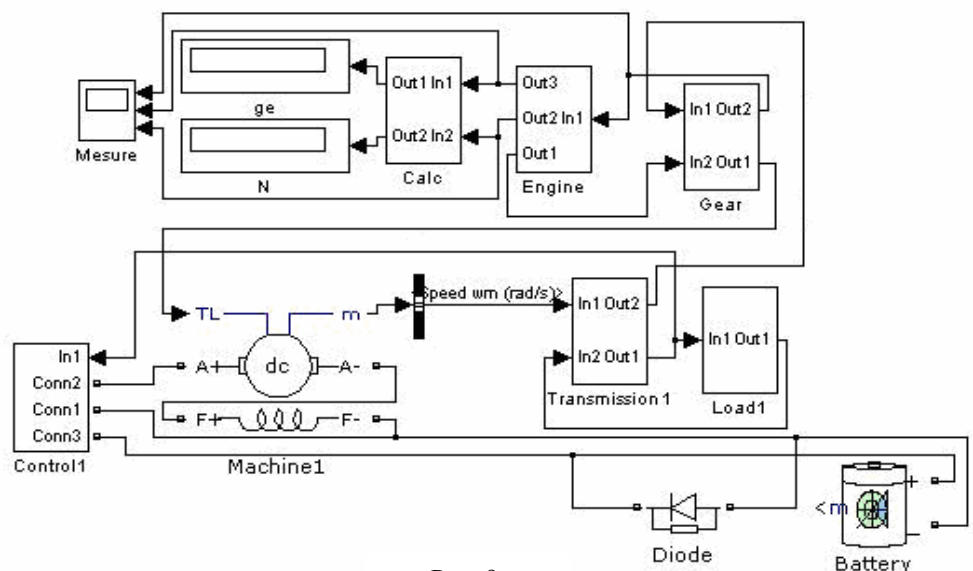 Out1 In1
Out2 In2
Calc
ge
N
Mesure
Out3
Out2 In1
Out1
Engine
In1 Out2
In2 Out1
Gear
TL
m
Speed wm (rad/s)>
In1 Out2
In2 Out1
Transmission 1
In1 Out1
Load1
In1
Conn2
Conn1
Conn3
Control1
A+
dc
A-
F+
F-
Machine1
Diode
<m
+
–
Battery